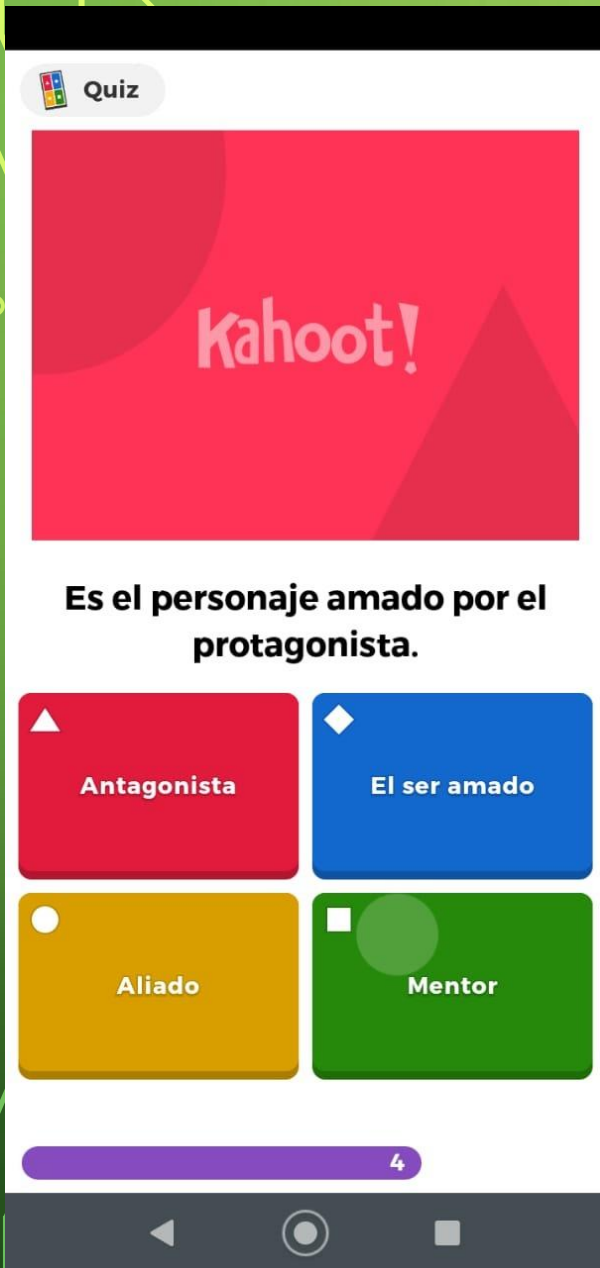 Quiz
Kahoot!
Es el personaje amado por el
protagonista.
Antagonista
El ser amado
Aliado
Mentor
4